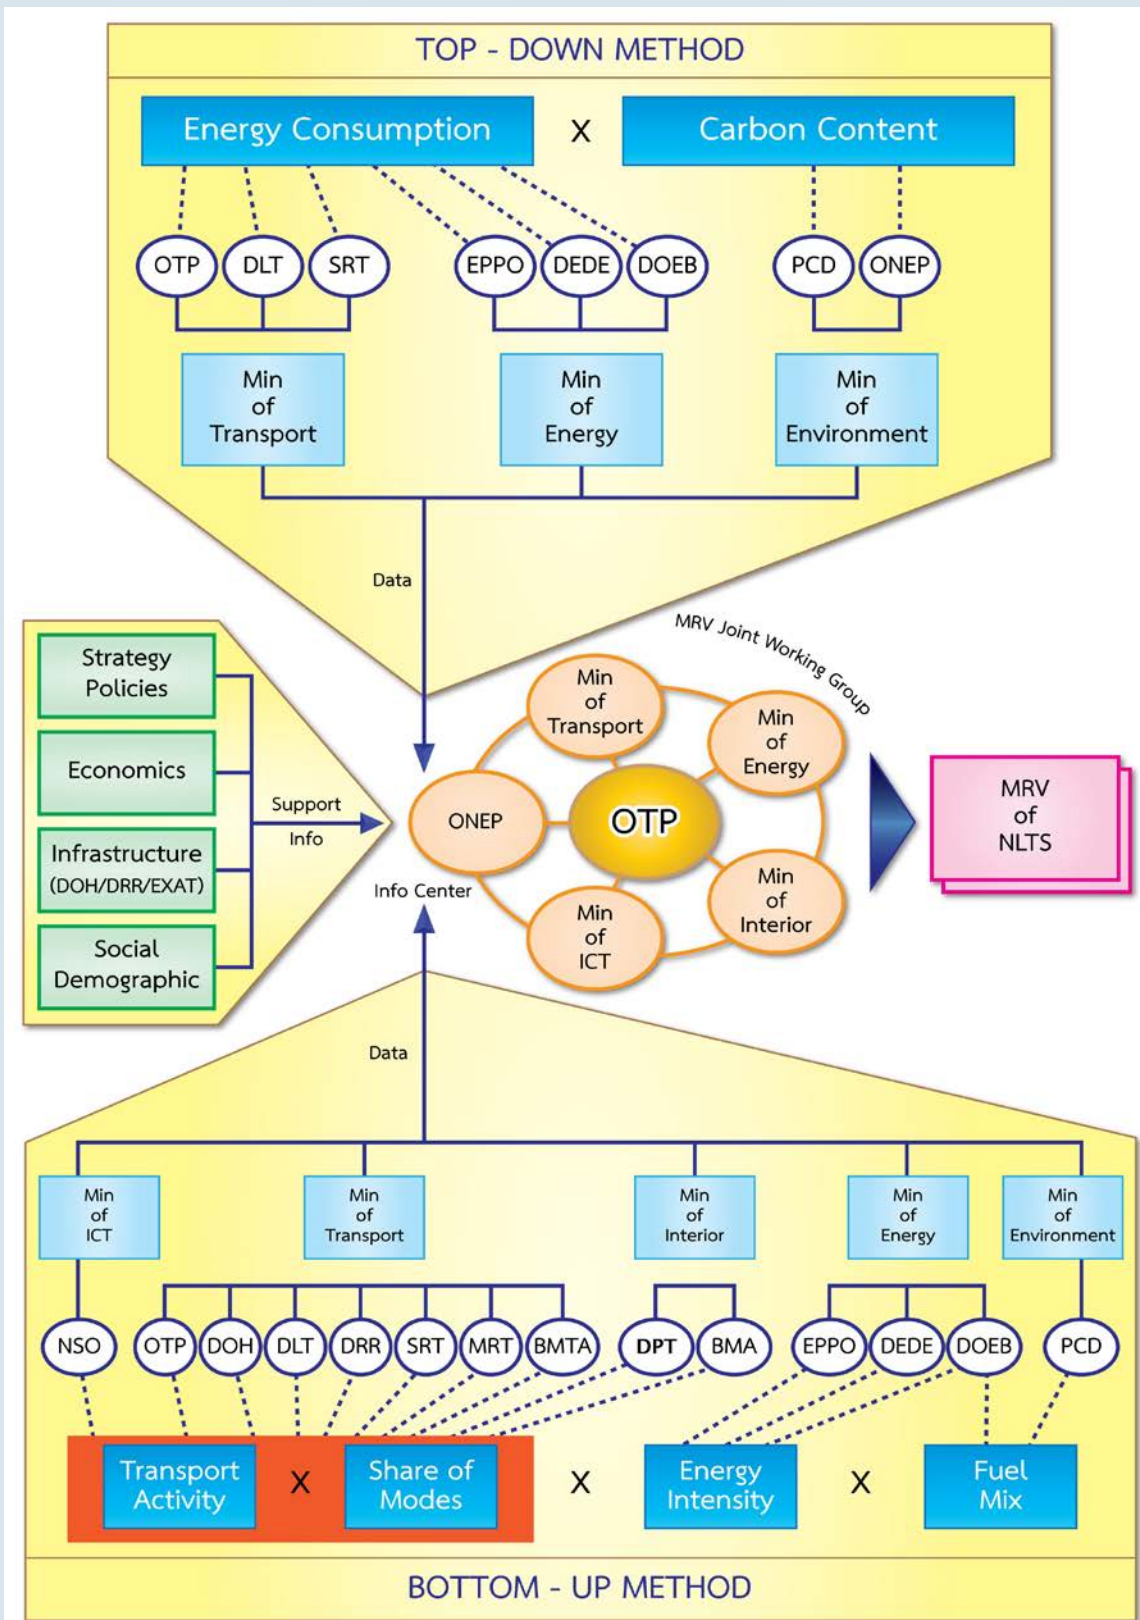 TOP - DOWN METHOD
Energy Consumption X Carbon Content
OTP DLT SRT EPPO DEDE DOEB PCD ONEP
Min
of
Transport
Min
of
Energy
Min
of
Environment
Data
MRV Joint Working Group
Strategy
Policies
Economics
Infrastructure
(DOH/DRR/EXAT)
Social
Demographic
Support
Info
ONEP
Info Center
Min
of
Transport
Min
of
Energy
OTP
Min
of
Interior
Min
of
ICT
MRV
of
NLTS
Data
Min
of
ICT
Min
of
Transport
Min
of
Interior
Min
of
Energy
Min
of
Environment
NSO OTP DOH DLT DRR SRT MRT BMTA DPT BMA EPPO DEDE DOEB PCD
Transport
Activity
X
Share of
Modes
X
Energy
Intensity
X
Fuel
Mix
BOTTOM - UP METHOD